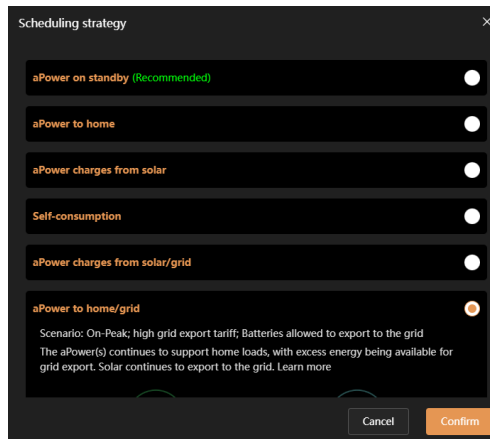 Scheduling strategy
aPower on standby (Recommended)
aPower to home
aPower charges from solar
Self-consumption
aPower charges from solar/grid
aPower to home/grid
Scenario: On-Peak; high grid export tariff; Batteries allowed to export to the grid
The aPower(s) continues to support home loads, with excess energy being available for
grid export. Solar continues to export to the grid. Learn more
Cancel
Confirm